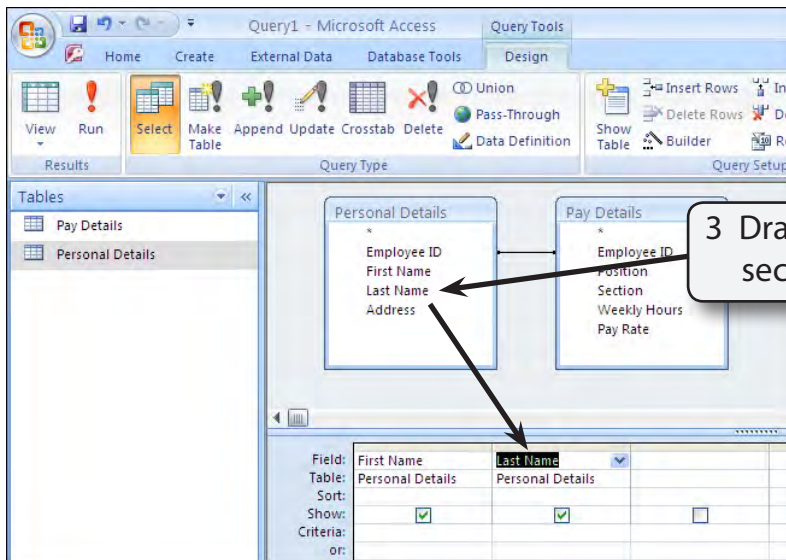 Query1 - Microsoft Access Query Tools
Home Create External Data Database Tools Design
View
Run
Select
Make Table
Append
Update
Crosstab
Delete
Union
Pass-Through
Data Definition
Show Table
Insert Rows
Delete Rows
Builder
Results Query Type Query Setup
Tables
Pay Details
Personal Details
Personal Details
*
Employee ID
First Name
Last Name
Address
Pay Details
*
Employee ID
Position
Section
Weekly Hours
Pay Rate
3 Dra
sec
Field: First Name Last Name
Table: Personal Details Personal Details
Sort:
Show:
Criteria:
or: